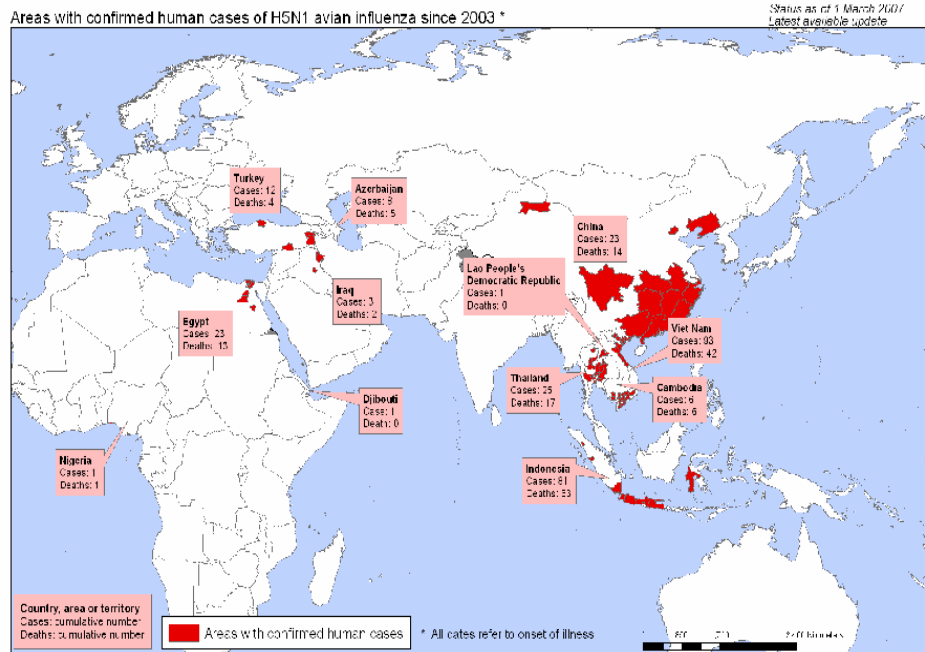 Areas with confirmed human cases of H5N1 avian influenza since 2003 *
Status as of 1 March 2007
Latest available update
Turkey
Cases: 12
Deaths: 4
Azerbaijan
Cases: 8
Deaths: 5
China
Cases: 23
Deaths: 14
Lao People's
Democratic Republic
Cases: 1
Deaths: 0
Iraq
Cases: 3
Deaths: 2
Egypt
Cases: 23
Deaths: 13
Viet Nam
Cases: 93
Deaths: 42
Thailand
Cases: 25
Deaths: 17
Cambodia
Cases: 6
Deaths: 6
Djibouti
Case: 1
Death: 0
Nigeria
Cases: 1
Deaths: 1
Indonesia
Cases: 81
Deaths: 63
Country, area or territory
Cases: cumulative number
Deaths: cumulative number
Areas with confirmed human cases
* All dates refer to onset of illness